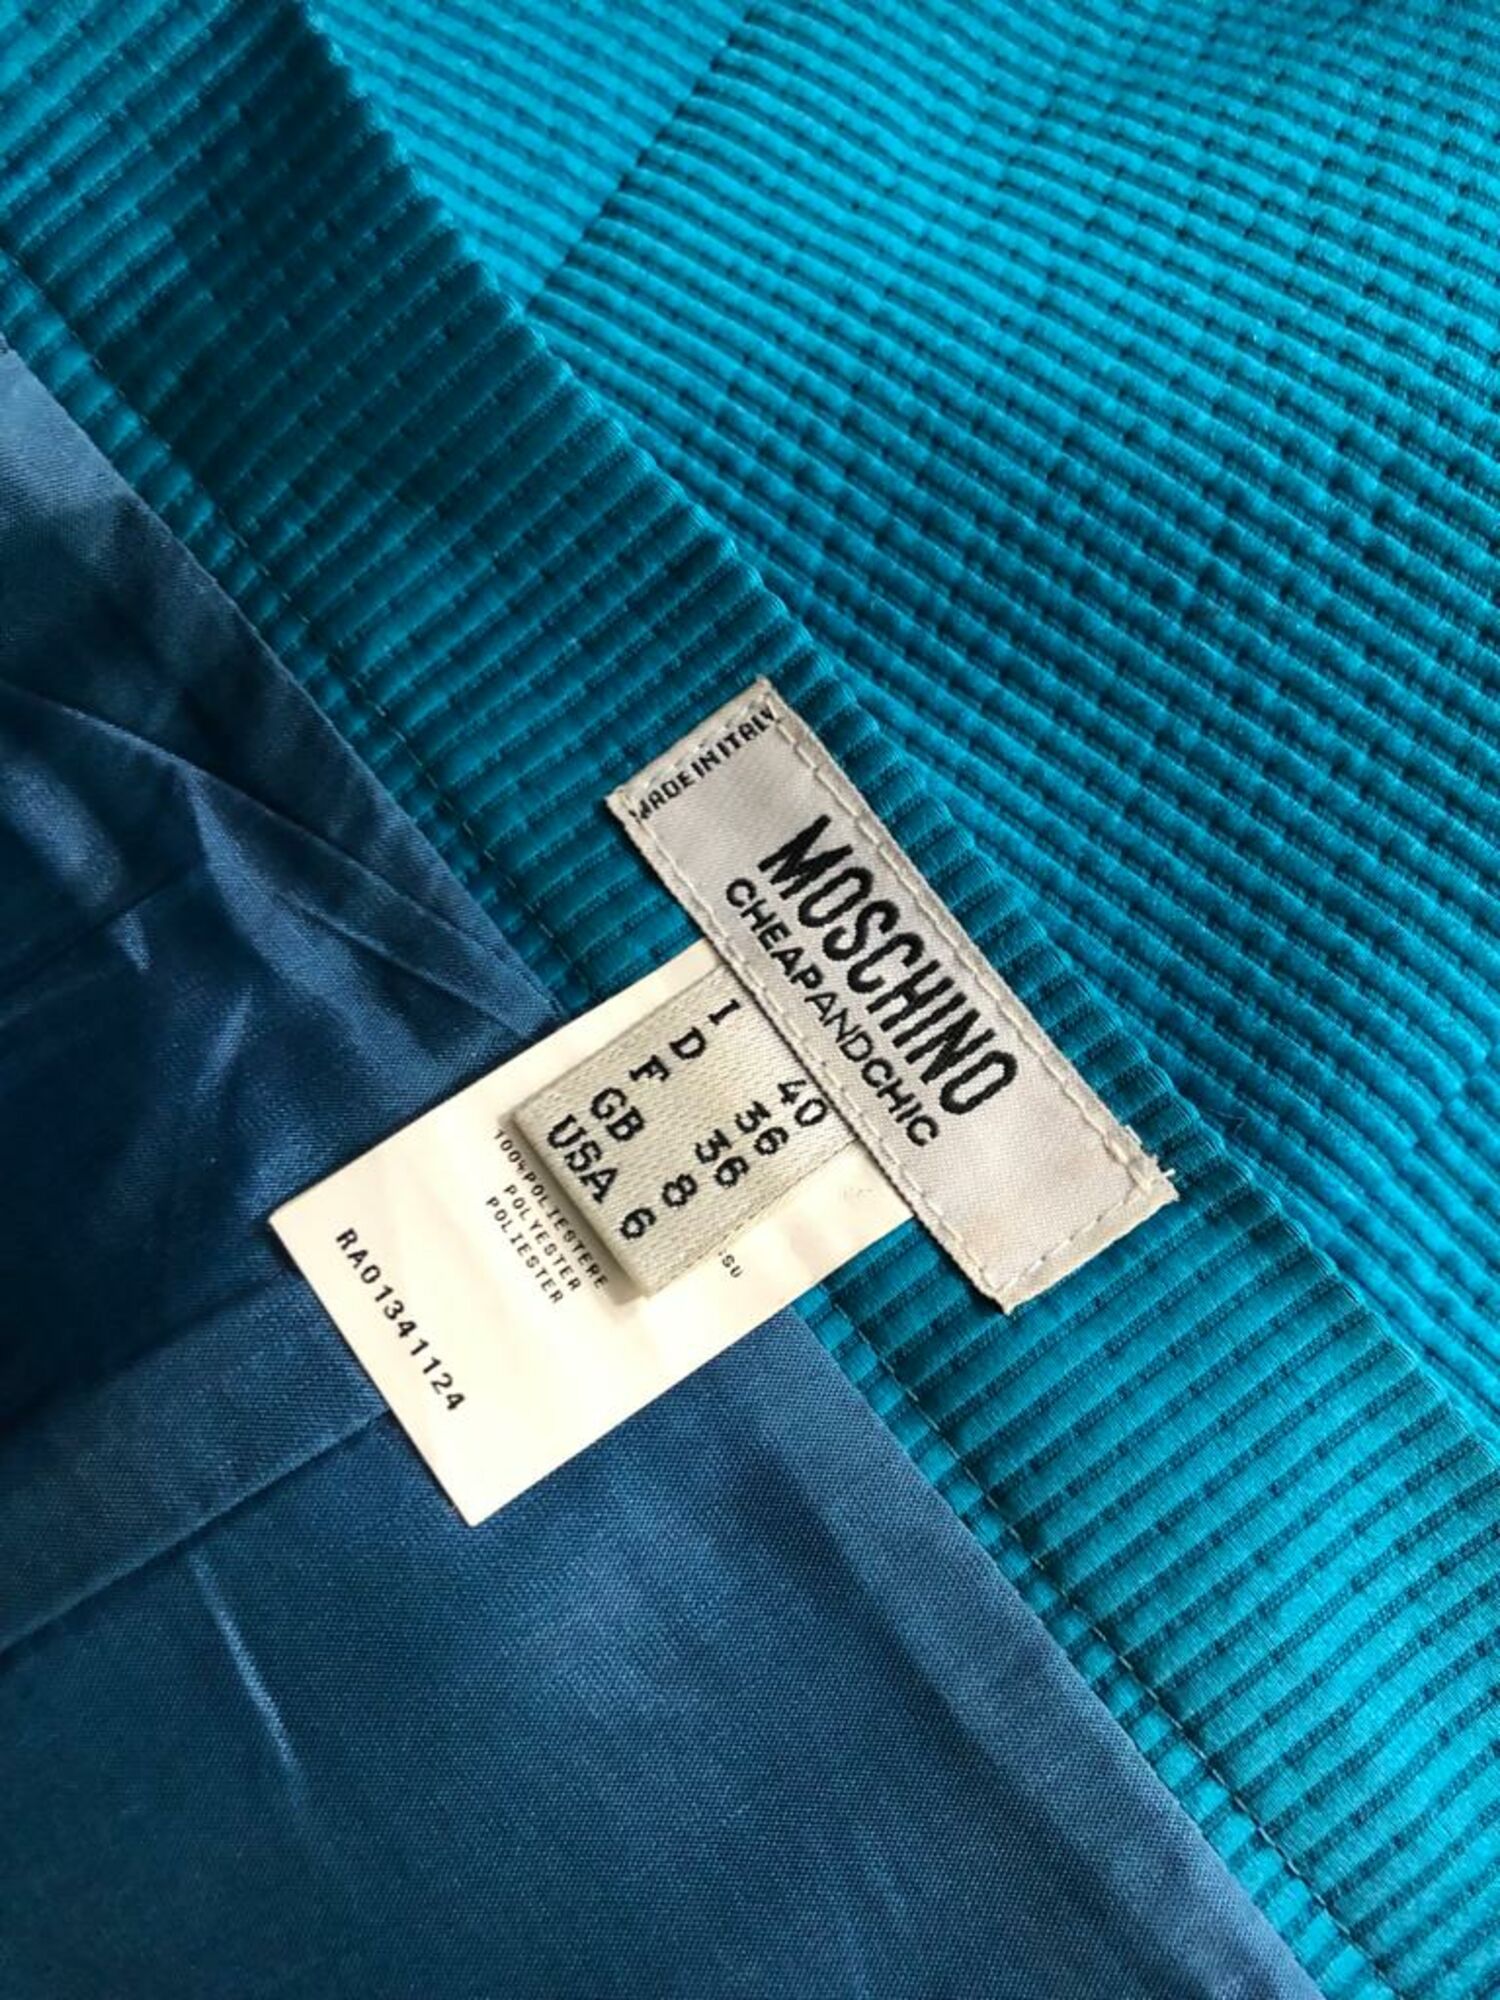 MADE IN ITALY
MOSCHINO
CHEAPANDCHIC
I 40
D 36
F 36
GB 8
USA 6
100%POLIESTERE
POLYESTER
POLIESTER
RA01341124